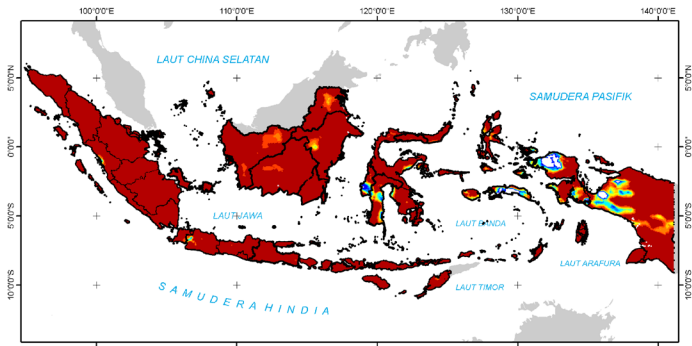 100°0'0"E 110°0'0"E 120°0'0"E 130°0'0"E 140°0'0"E
LAUT CHINA SELATAN
5°0'0"N 5°0'0"N
SAMUDERA PASIFIK
0°0'0" 0°0'0"
LAUT JAWA
LAUT BANDA
5°0'0"S 5°0'0"S
LAUT ARAFURA
10°0'0"S 10°0'0"S
SAMUDERA HINDIA
LAUT TIMOR